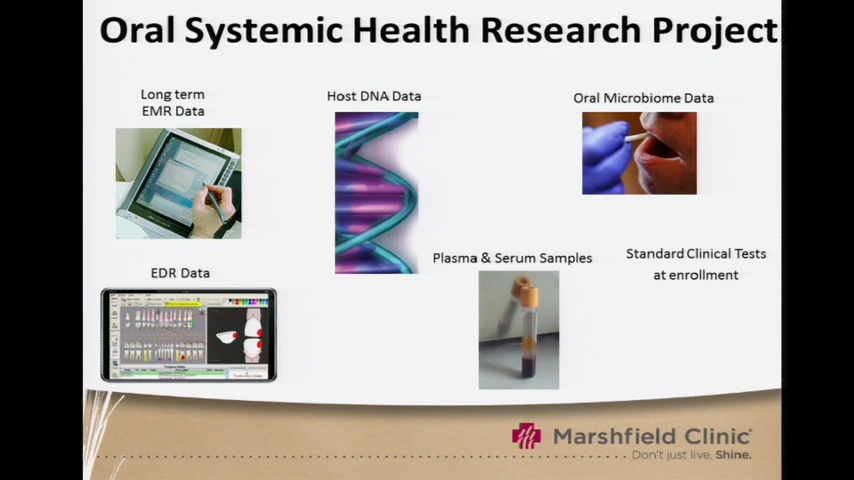 Oral Systemic Health Research Project
Long term
EMR Data
Host DNA Data
Oral Microbiome Data
Plasma & Serum Samples
Standard Clinical Tests
at enrollment
EDR Data
Marshfield Clinic®
Don't just live. Shine.